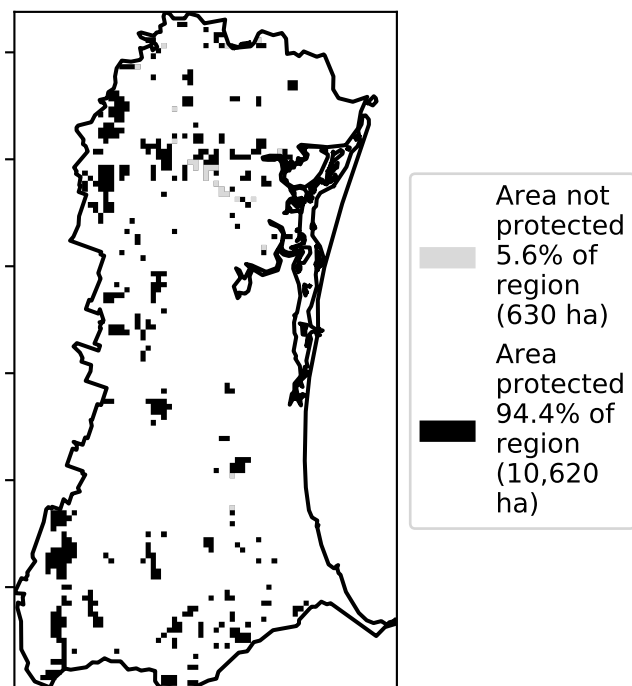 Area not
protected
5.6% of
region
(630 ha)
Area
protected
94.4% of
region
(10,620
ha)